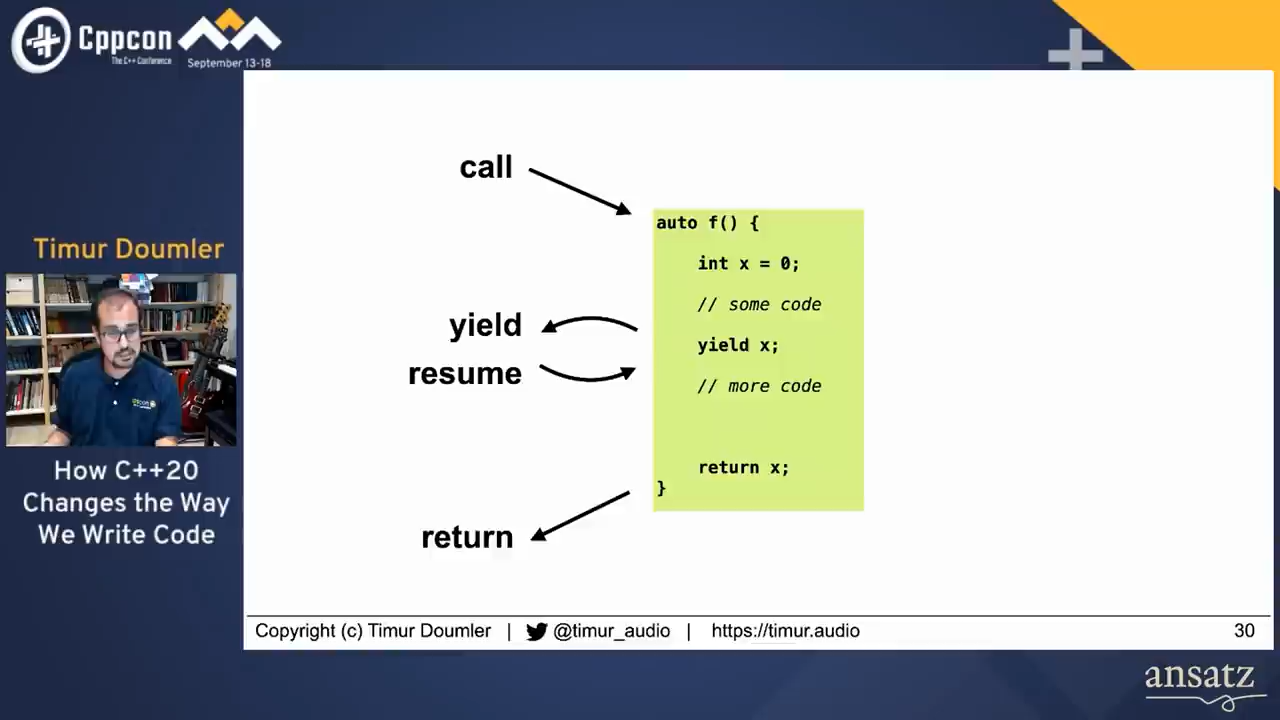 Cppcon
The C++ Conference
September 13-18
Timur Doumler
How C++20
Changes the Way
We Write Code
call
auto f() {
int x = 0;
// some code
yield
yield x;
resume
// more code
return x;
}
return
Copyright (c) Timur Doumler | @timur_audio | https://timur.audio
30
ansatz